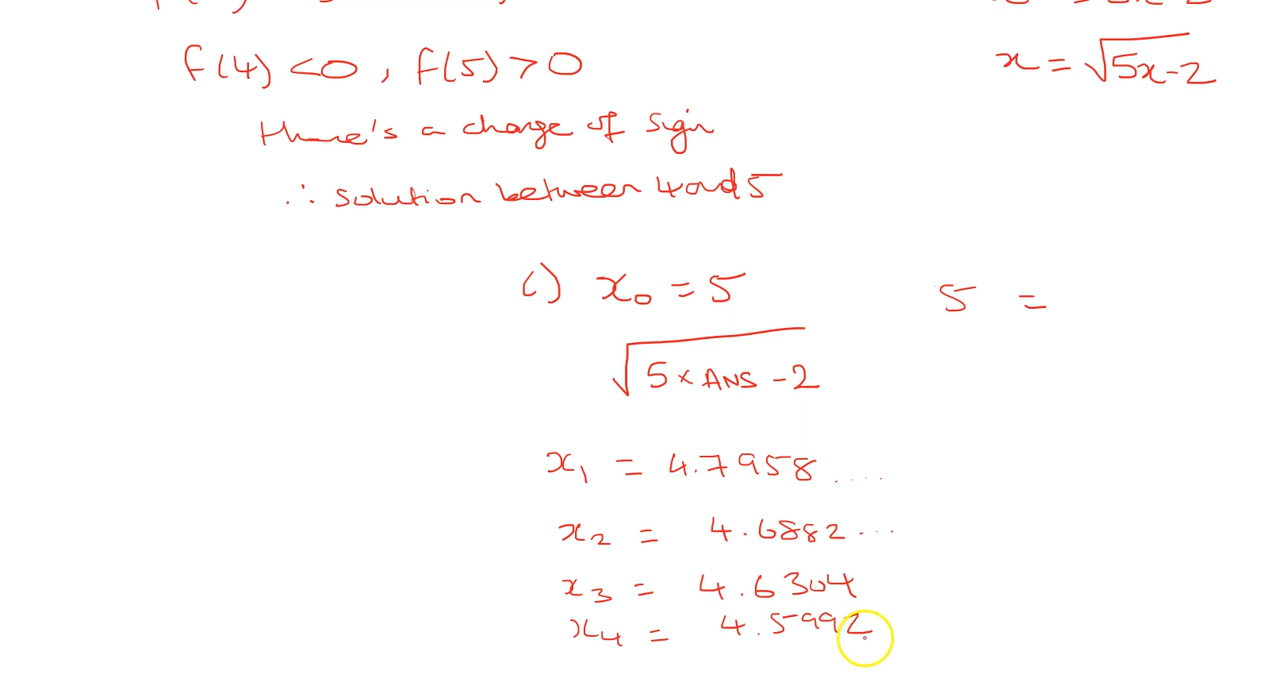 f(4) <0, f(5) >0
x = √5x-2
there's a change of sign
∴ solution between 4 and 5
c) x₀ = 5
5 =
√5 × ANS - 2
x₁ = 4.7958....
x₂ = 4.6882...
x₃ = 4.6304
x₄ = 4.5992